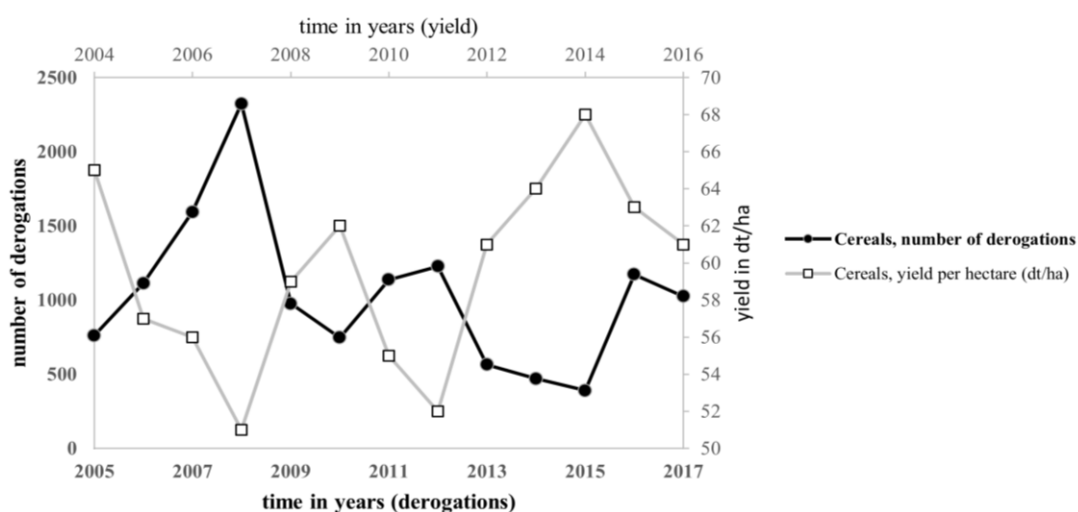 time in years (yield)
2004 2006 2008 2010 2012 2014 2016
2500 70
68
2000 66
64
1500 62
60
1000 58
56
500 54
52
0 50
number of derogations
yield in dt/ha
Cereals, number of derogations
Cereals, yield per hectare (dt/ha)
2005 2007 2009 2011 2013 2015 2017
time in years (derogations)